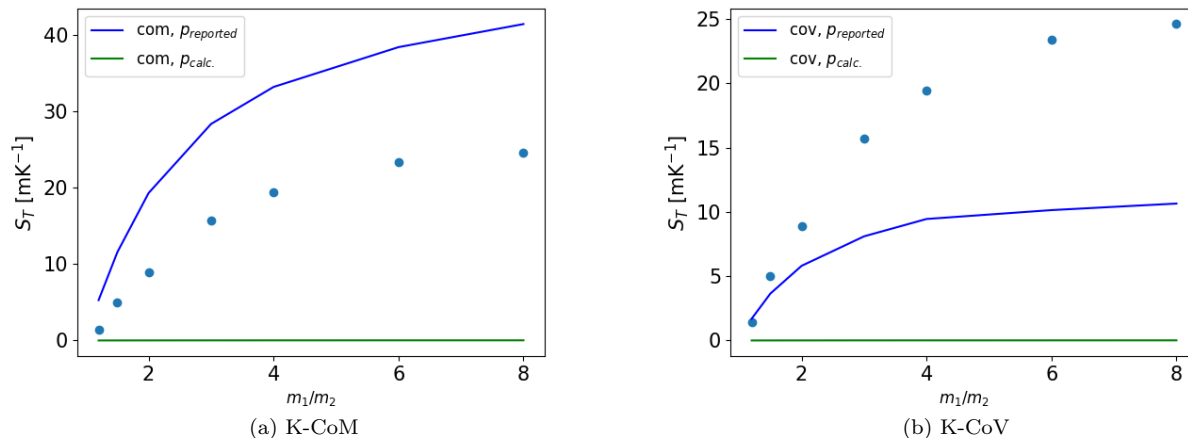 com, p_reported
com, p_calc.
40
30
20
10
0
S_T [mK⁻¹]
2
4
6
8
m₁/m₂
(a) K-CoM
cov, p_reported
cov, p_calc.
25
20
15
10
5
0
S_T [mK⁻¹]
2
4
6
8
m₁/m₂
(b) K-CoV